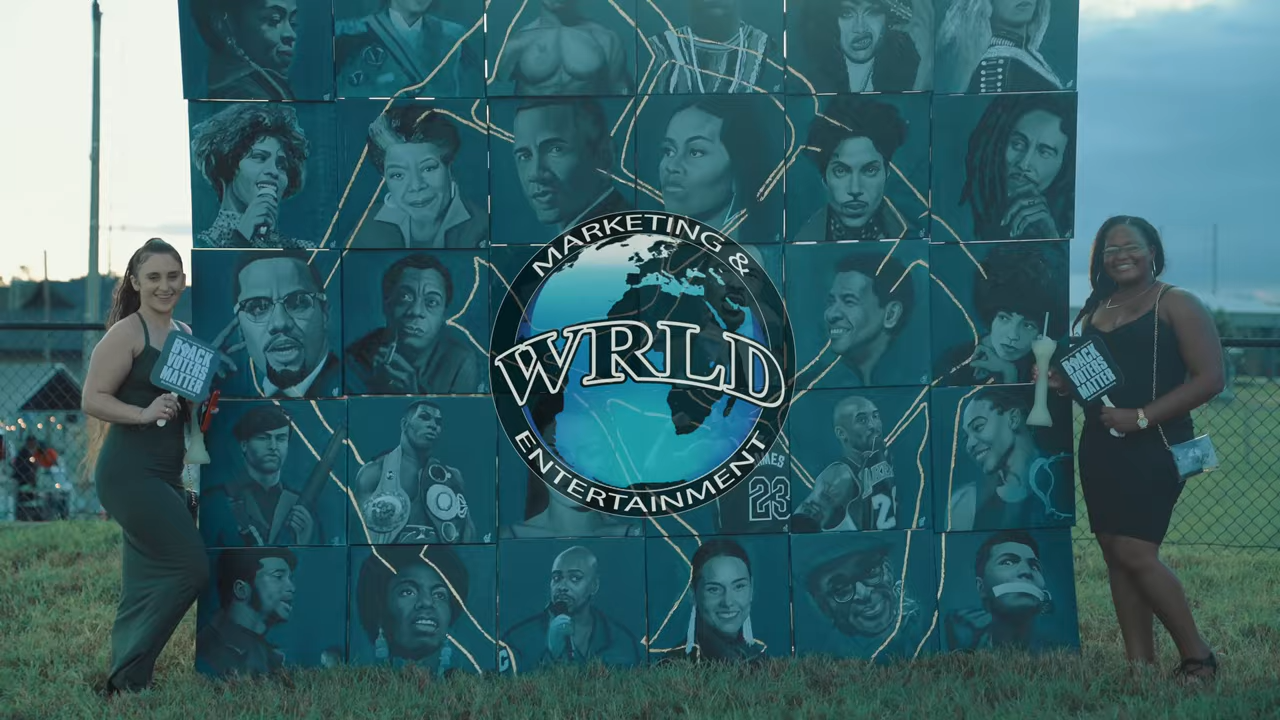 MARKETING &
WRLD
ENTERTAINMENT
BLACK
VOTERS
MATTER
BLACK
VOTERS
MATTER
23